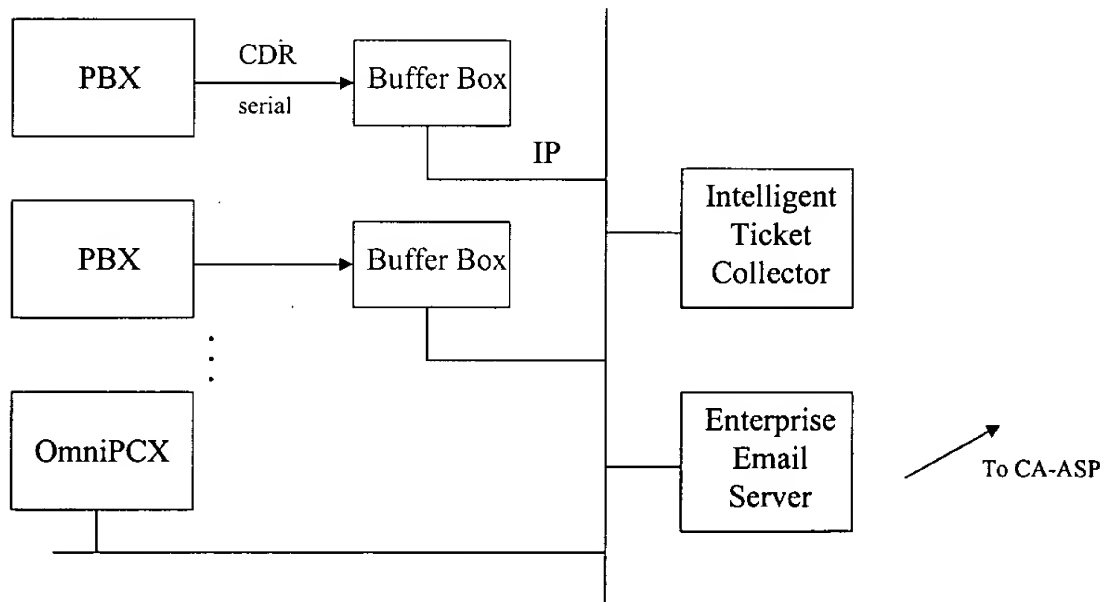 PBX
CDR
serial
Buffer Box
IP
Intelligent
Ticket
Collector
PBX
Buffer Box
OmniPCX
Enterprise
Email
Server
To CA-ASP